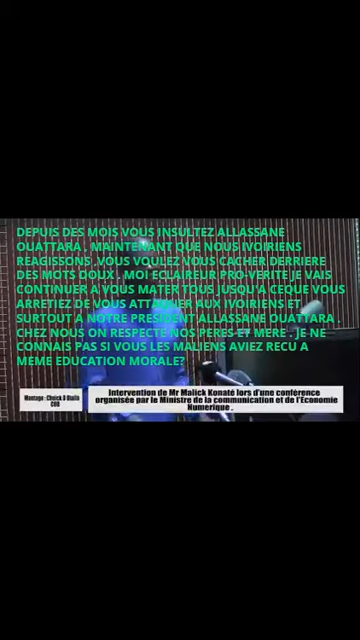 DEPUIS DES MOIS VOUS INSULTEZ ALLASSANE
OUATTARA , MAINTENANT QUE NOUS IVOIRIENS
REAGISSONS ,VOUS VOULEZ VOUS CACHER DERRIERE
DES MOTS DOUX . MOI ECLAIREUR PRO-VERITE JE VAIS
CONTINUER A VOUS MATER TOUS JUSQU'A CEQUE VOUS
ARRETIEZ DE VOUS ATTAQUER AUX IVOIRIENS ET
SURTOUT A NOTRE PRESIDENT ALLASSANE OUATTARA .
CHEZ NOUS ON RESPECTE NOS PERES ET MERE . JE NE
CONNAIS PAS SI VOUS LES MALIENS AVIEZ RECU A
MEME EDUCATION MORALE?
Intervention de Mr Malick Konaté lors d'une conférence
organisée par le Ministre de la communication et de l'Economie
Numerique .
Montage : Cheick
COB